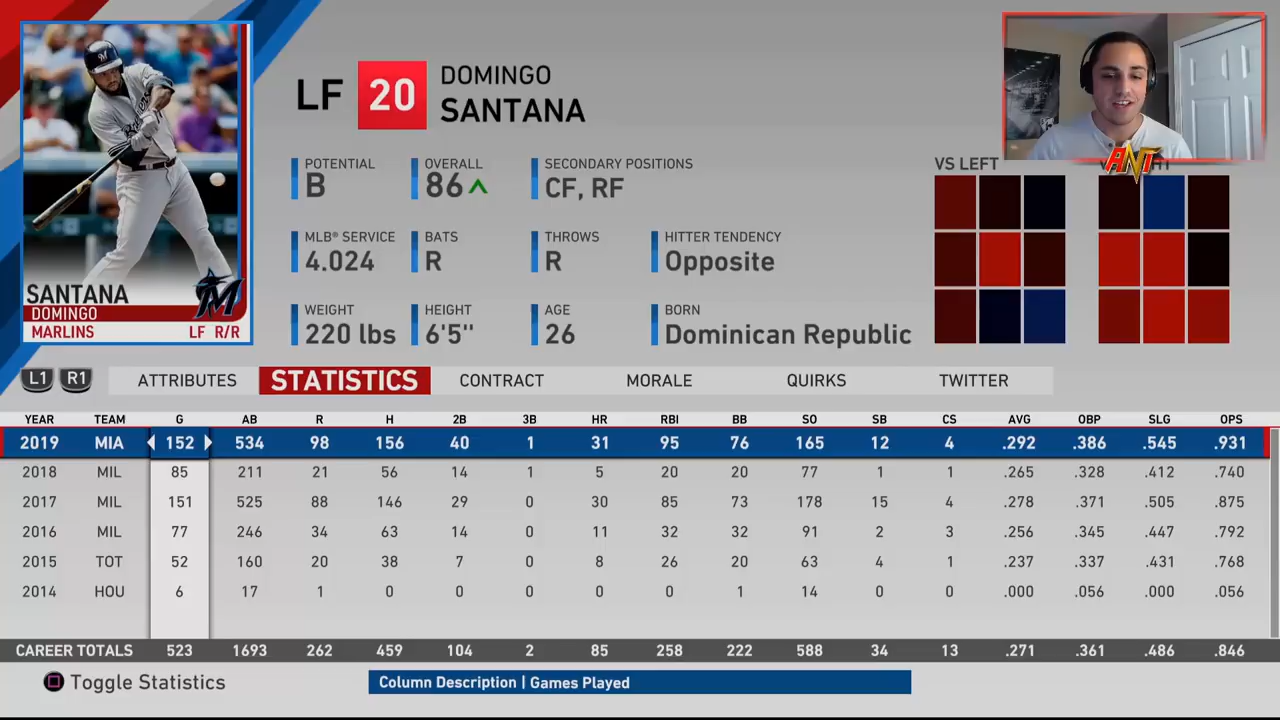 LF 20 DOMINGO
SANTANA
POTENTIAL OVERALL SECONDARY POSITIONS
B 86 CF, RF
MLB® SERVICE BATS THROWS HITTER TENDENCY
4.024 R R Opposite
WEIGHT HEIGHT AGE BORN
220 lbs 6'5" 26 Dominican Republic
SANTANA
DOMINGO
MARLINS LF R/R
ANT
VS LEFT
L1 R1 ATTRIBUTES STATISTICS CONTRACT MORALE QUIRKS TWITTER
YEAR TEAM G AB R H 2B 3B HR RBI BB SO SB CS AVG OBP SLG OPS
2019 MIA 152 534 98 156 40 1 31 95 76 165 12 4 .292 .386 .545 .931
2018 MIL 85 211 21 56 14 1 5 20 20 77 1 1 .265 .328 .412 .740
2017 MIL 151 525 88 146 29 0 30 85 73 178 15 4 .278 .371 .505 .875
2016 MIL 77 246 34 63 14 0 11 32 32 91 2 3 .256 .345 .447 .792
2015 TOT 52 160 20 38 7 0 8 26 20 63 4 1 .237 .337 .431 .768
2014 HOU 6 17 1 0 0 0 0 0 1 14 0 0 .000 .056 .000 .056
CAREER TOTALS 523 1693 262 459 104 2 85 258 222 588 34 13 .271 .361 .486 .846
Toggle Statistics
Column Description | Games Played